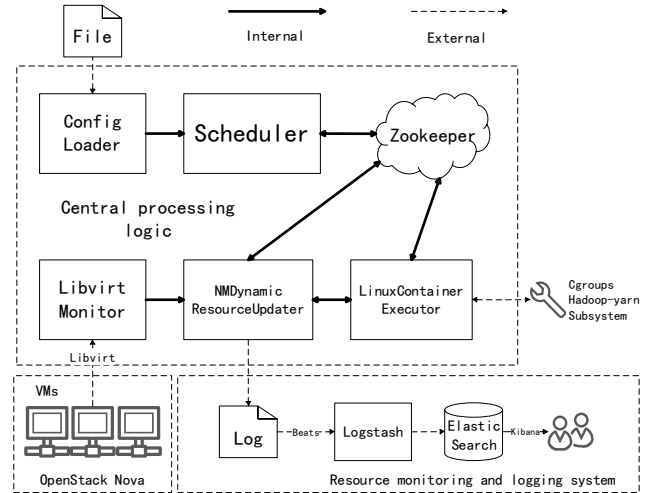 File
Internal
External
Config
Loader
Scheduler
Zookeeper
Central processing
logic
Libvirt
Monitor
NMDynamic
ResourceUpdater
LinuxContainer
Executor
Cgroups
Hadoop-yarn
Subsystem
Libvirt
VMs
OpenStack Nova
Log
Beats
Logstash
Elastic
Search
Kibana
Resource monitoring and logging system